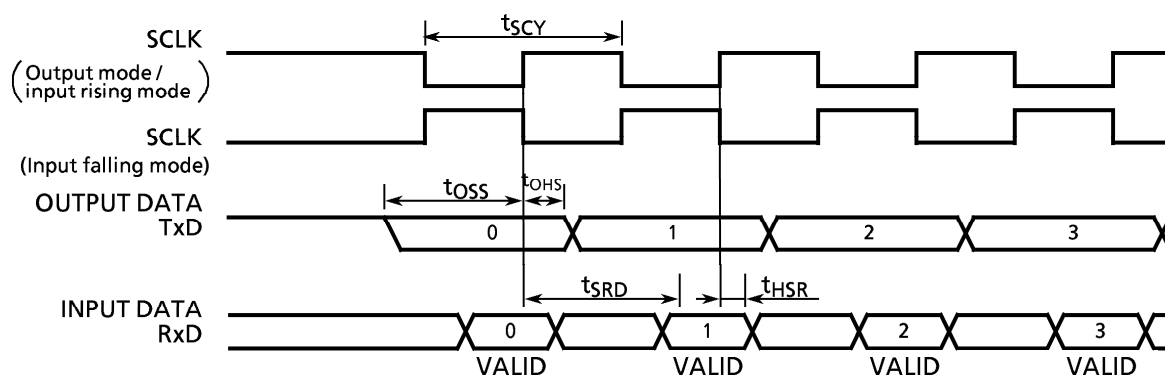 tSCY
SCLK
(Output mode /
input rising mode)
SCLK
(Input falling mode)
tOSS
tOHS
OUTPUT DATA
TxD
0 1 2 3
tSRD
tHSR
INPUT DATA
RxD
0 1 2 3
VALID VALID VALID VALID